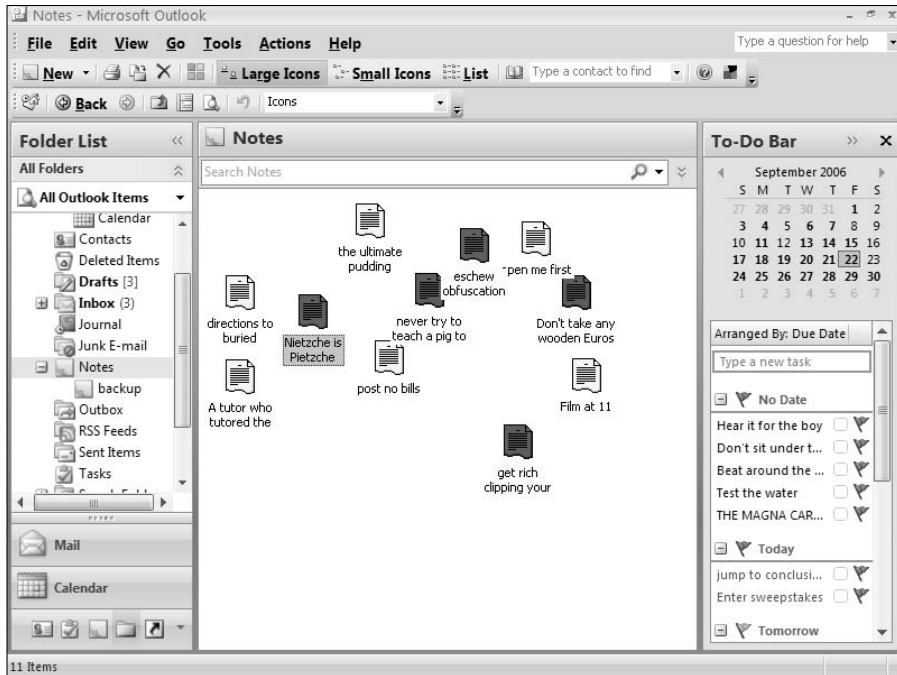 Notes - Microsoft Outlook
File Edit View Go Tools Actions Help
Type a question for help
New Large Icons Small Icons List Type a contact to find
Back Icons
Folder List
All Folders
All Outlook Items
Calendar
Contacts
Deleted Items
Drafts [3]
Inbox (3)
Journal
Junk E-mail
Notes
backup
Outbox
RSS Feeds
Sent Items
Tasks
Mail
Calendar
11 Items
Notes
Search Notes
the ultimate
pudding
eschew
obfuscation
pen me first
directions to
buried
Nietzche is
Pietzche
never try to
teach a pig to
Don't take any
wooden Euros
A tutor who
tutored the
post no bills
Film at 11
get rich
clipping your
To-Do Bar
September 2006
S M T W T F S
27 28 29 30 31 1 2
3 4 5 6 7 8 9
10 11 12 13 14 15 16
17 18 19 20 21 22 23
24 25 26 27 28 29 30
1 2 3 4 5 6 7
Arranged By: Due Date
Type a new task
No Date
Hear it for the boy
Don't sit under t...
Beat around the ...
Test the water
THE MAGNA CAR...
Today
jump to conclusi...
Enter sweepstakes
Tomorrow